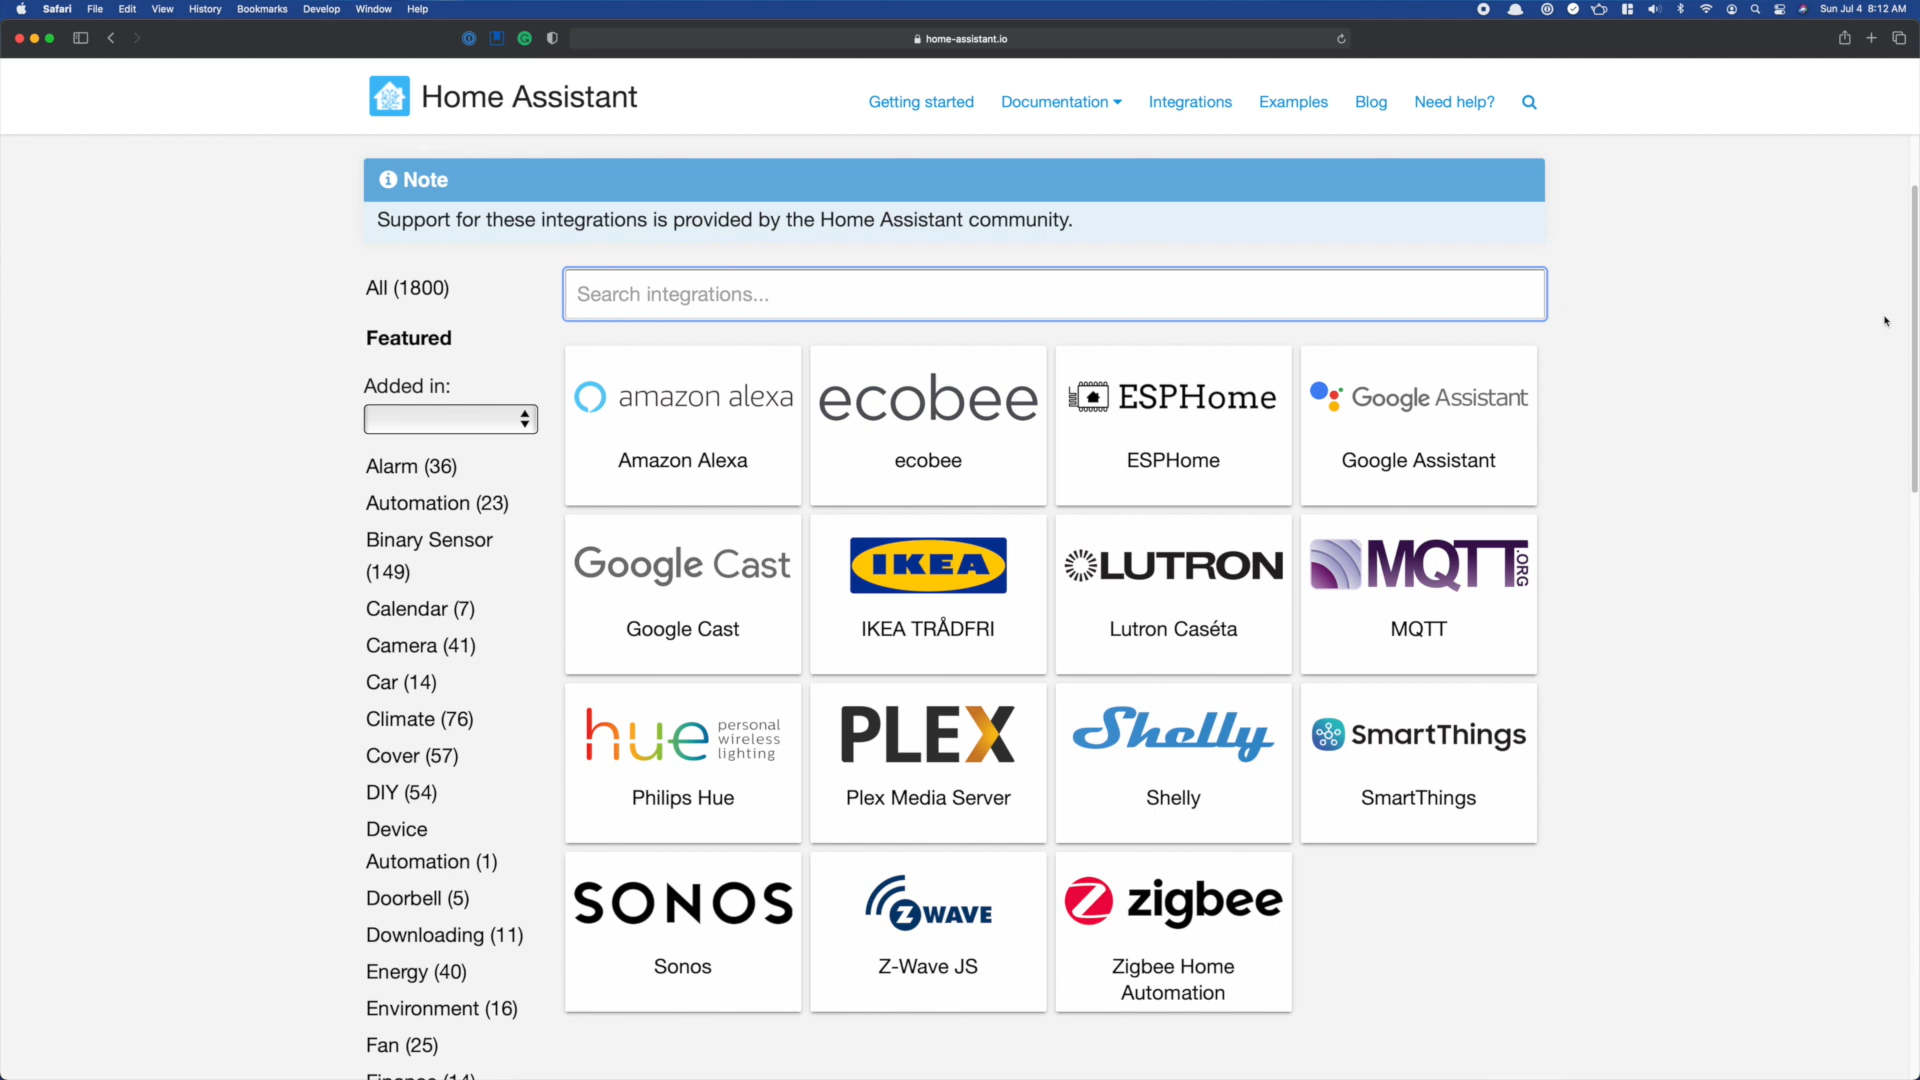 Safari File Edit View History Bookmarks Develop Window Help
Sun Jul 4 8:12 AM
home-assistant.io
Home Assistant
Getting started Documentation Integrations Examples Blog Need help?
Note
Support for these integrations is provided by the Home Assistant community.
All (1800)
Search integrations...
Featured
Added in:
Alarm (36)
Automation (23)
Binary Sensor
(149)
Calendar (7)
Camera (41)
Car (14)
Climate (76)
Cover (57)
DIY (54)
Device
Automation (1)
Doorbell (5)
Downloading (11)
Energy (40)
Environment (16)
Fan (25)
Finance (14)
amazon alexa
Amazon Alexa
ecobee
ecobee
ESPHome
ESPHome
Google Assistant
Google Assistant
Google Cast
Google Cast
IKEA
IKEA TRÅDFRI
LUTRON
Lutron Caséta
MQTT.ORG
MQTT
hue personal
wireless
lighting
Philips Hue
PLEX
Plex Media Server
Shelly
Shelly
SmartThings
SmartThings
SONOS
Sonos
Z WAVE
Z-Wave JS
zigbee
Zigbee Home
Automation